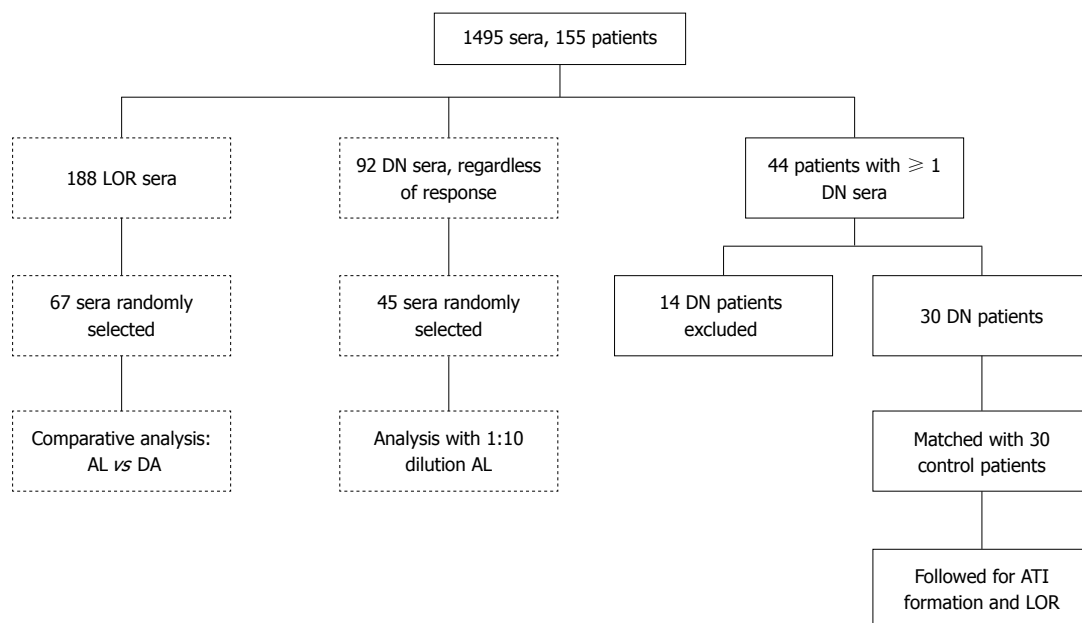 1495 sera, 155 patients
188 LOR sera
92 DN sera, regardless
of response
44 patients with ≥ 1
DN sera
67 sera randomly
selected
45 sera randomly
selected
14 DN patients
excluded
30 DN patients
Comparative analysis:
AL vs DA
Analysis with 1:10
dilution AL
Matched with 30
control patients
Followed for ATI
formation and LOR